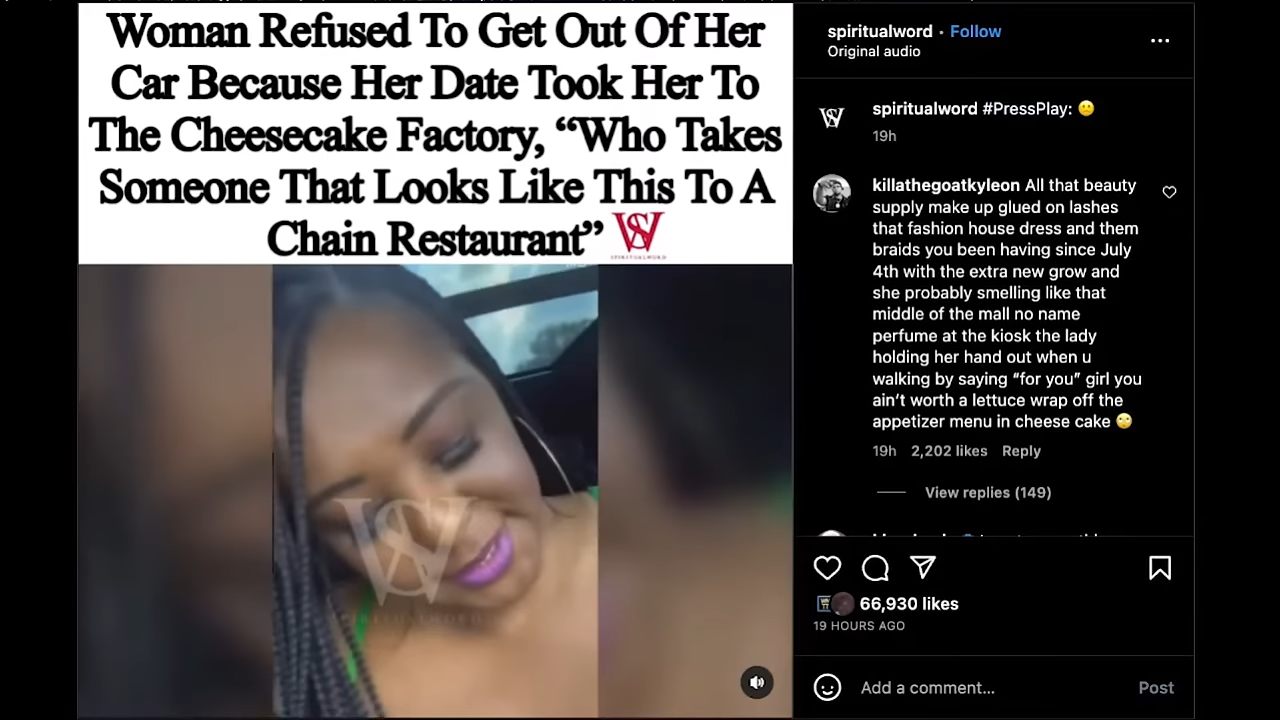 Woman Refused To Get Out Of Her
Car Because Her Date Took Her To
The Cheesecake Factory, “Who Takes
Someone That Looks Like This To A
Chain Restaurant”
SW
SPIRITUALWORD
spiritualword • Follow
Original audio
spiritualword #PressPlay: 😕
19h
killathegoatkyleon All that beauty
supply make up glued on lashes
that fashion house dress and them
braids you been having since July
4th with the extra new grow and
she probably smelling like that
middle of the mall no name
perfume at the kiosk the lady
holding her hand out when u
walking by saying “for you” girl you
ain’t worth a lettuce wrap off the
appetizer menu in cheese cake 🙄
19h 2,202 likes Reply
View replies (149)
66,930 likes
19 HOURS AGO
Add a comment... Post